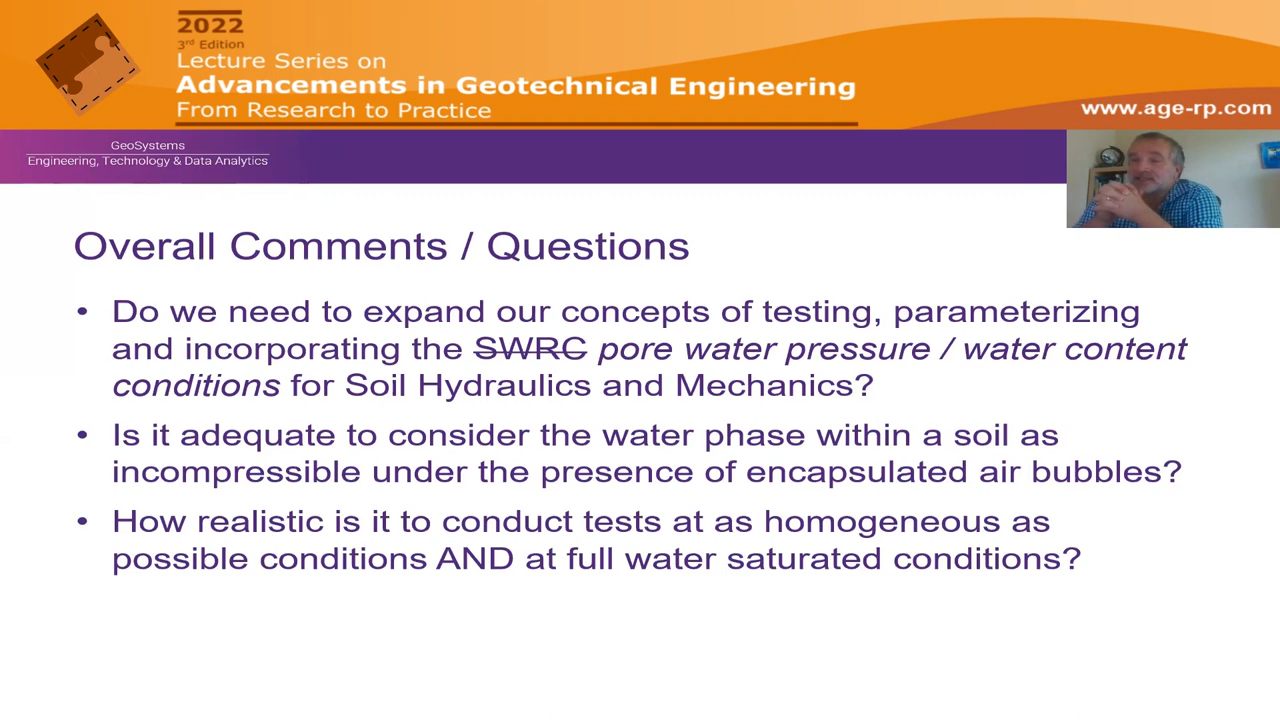 2022
3rd Edition
Lecture Series on
Advancements in Geotechnical Engineering
From Research to Practice
www.age-rp.com
GeoSystems
Engineering, Technology & Data Analytics
Overall Comments / Questions
• Do we need to expand our concepts of testing, parameterizing
and incorporating the SWRC pore water pressure / water content
conditions for Soil Hydraulics and Mechanics?
• Is it adequate to consider the water phase within a soil as
incompressible under the presence of encapsulated air bubbles?
• How realistic is it to conduct tests at as homogeneous as
possible conditions AND at full water saturated conditions?